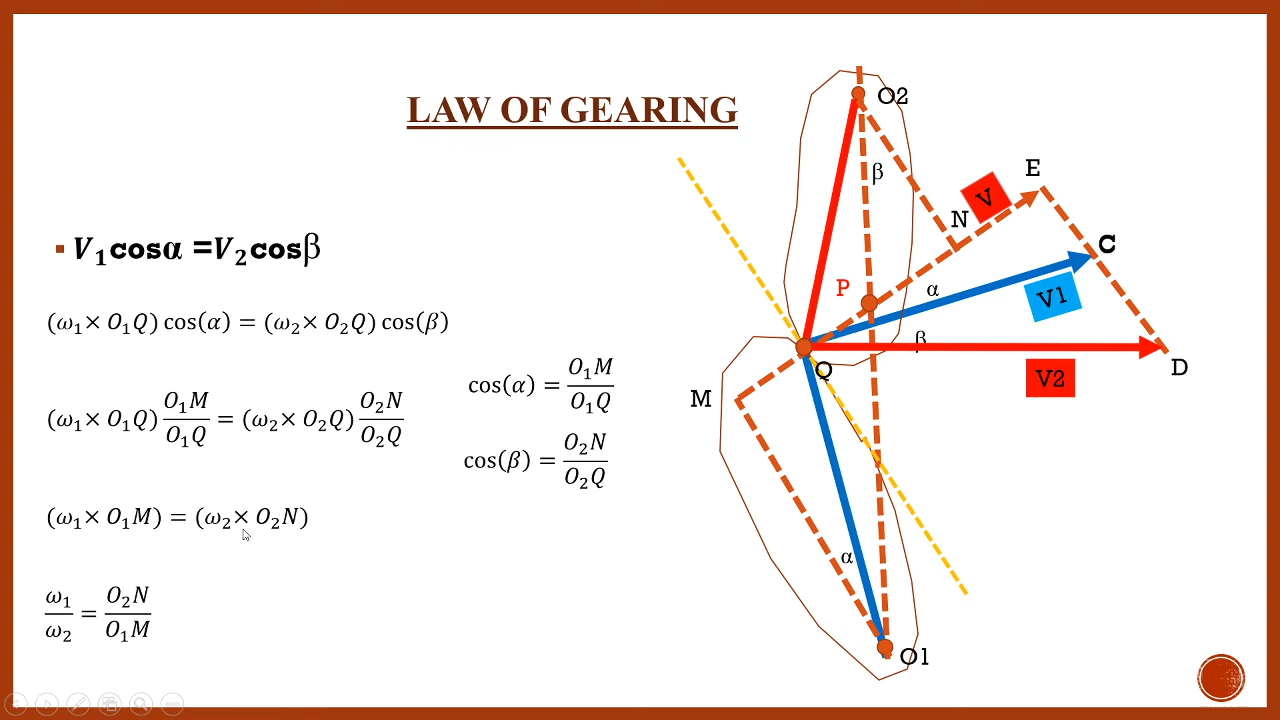 LAW OF GEARING
▪ 𝑽₁cosα =𝑽₂cosβ
(ω₁× O₁Q) cos(α) = (ω₂× O₂Q) cos(β)
cos(α) = O₁M / O₁Q
(ω₁× O₁Q) O₁M / O₁Q = (ω₂× O₂Q) O₂N / O₂Q
cos(β) = O₂N / O₂Q
(ω₁× O₁M) = (ω₂× O₂N)
ω₁ / ω₂ = O₂N / O₁M
O2
β
E
V
N
C
P
α
V1
β
Q
V2
D
M
α
O1